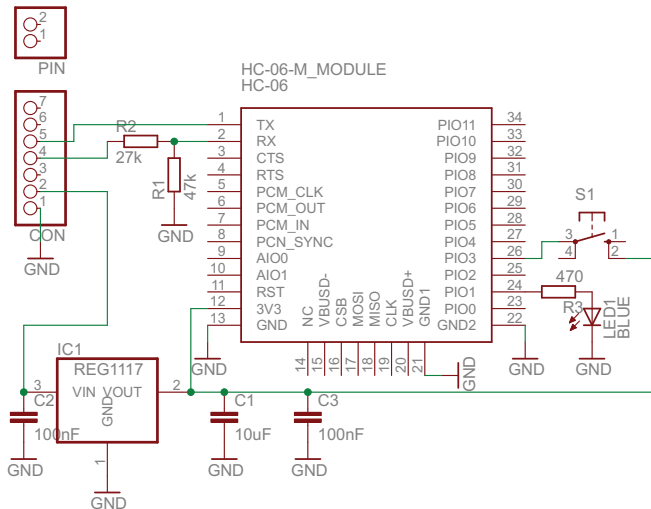 2
1
PIN
HC-06-M_MODULE
HC-06
7
6
5
4
3
2
1
CON
GND
R2
27k
R1
47k
GND
1 TX PIO11 34
2 RX PIO10 33
3 CTS PIO9 32
4 RTS PIO8 31
5 PCM_CLK PIO7 30
6 PCM_OUT PIO6 29
7 PCM_IN PIO5 28
8 PCN_SYNC PIO4 27
9 AIO0 PIO3 26
10 AIO1 PIO2 25
11 RST PIO1 24
12 3V3 PIO0 23
13 GND GND2 22
NC VBUSD- CSB MOSI MISO CLK VBUSD+ GND1
14 15 16 17 18 19 20 21
GND
GND
GND
S1
3 1
4 2
470
R3
LED1
BLUE
GND
IC1
REG1117
3 VIN VOUT 2
GND
1
GND
C2
100nF
GND
C1
10uF
GND
C3
100nF
GND